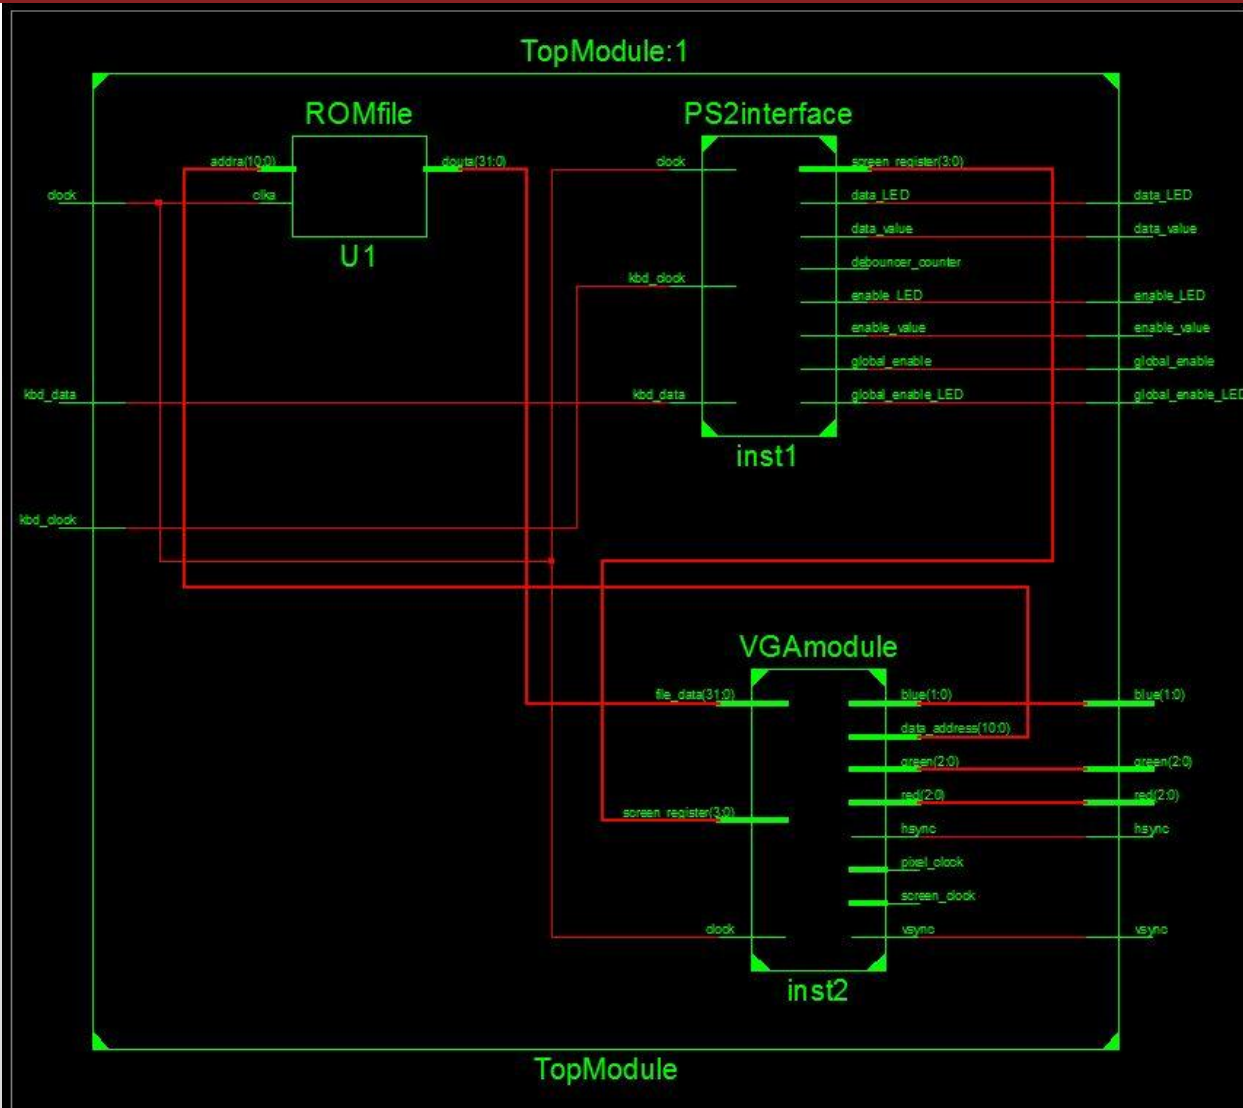 TopModule:1
ROMfile
PS2interface
addra(10:0)
douta(31:0)
clock
screen_register(3:0)
clock
clka
data_LED
data_LED
U1
data_value
data_value
debouncer_counter
kbd_clock
enable_LED
enable_LED
enable_value
enable_value
global_enable
global_enable
kbd_data
kbd_data
global_enable_LED
global_enable_LED
inst1
kbd_clock
VGAmodule
file_data(31:0)
blue(1:0)
blue(1:0)
data_address(10:0)
green(2:0)
green(2:0)
red(2:0)
red(2:0)
screen_register(3:0)
hsync
hsync
pixel_clock
screen_clock
clock
vsync
vsync
inst2
TopModule